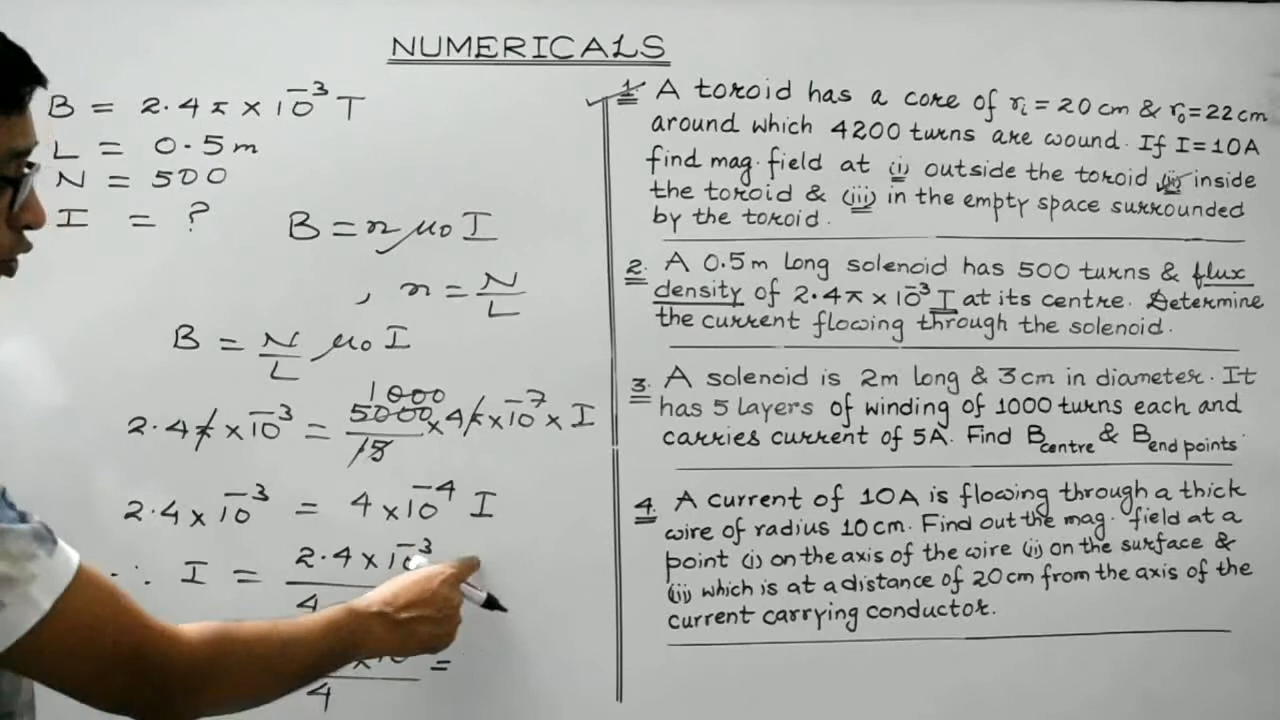 NUMERICALS
B = 2.4π × 10⁻³ T
L = 0.5 m
N = 500
I = ?
B = n μ₀ I
, n = N/L
B = N/L μ₀ I
1000
2.4π × 10⁻³ = 5000/5 × 4π × 10⁻⁷ × I
2.4 × 10⁻³ = 4 × 10⁻⁴ I
∴ I = 2.4 × 10⁻³
4
× 10 =
4
1. A toroid has a core of rᵢ = 20 cm & r₀ = 22 cm
around which 4200 turns are wound. If I = 10A
find mag. field at (i) outside the toroid (ii) inside
the toroid & (iii) in the empty space surrounded
by the toroid.
2. A 0.5 m long solenoid has 500 turns & flux
density of 2.4π × 10⁻³ I at its centre. Determine
the current flowing through the solenoid.
3. A solenoid is 2m long & 3 cm in diameter. It
has 5 layers of winding of 1000 turns each and
carries current of 5A. Find B centre & B end points.
4. A current of 10A is flowing through a thick
wire of radius 10 cm. Find out the mag. field at a
point (i) on the axis of the wire (ii) on the surface &
(ii) which is at a distance of 20 cm from the axis of the
current carrying conductor.